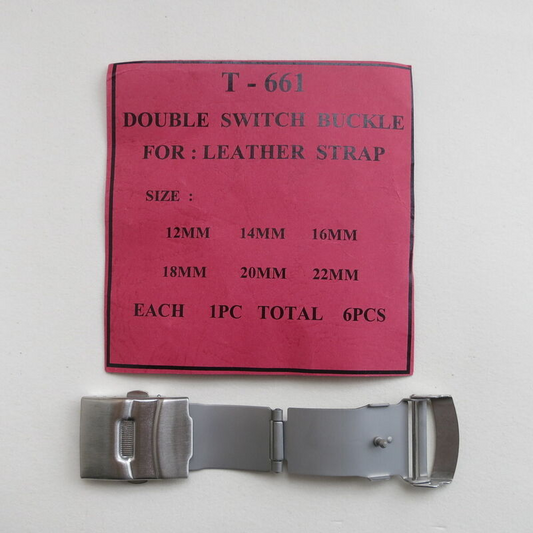 T - 661
DOUBLE SWITCH BUCKLE
FOR : LEATHER STRAP
SIZE :
12MM 14MM 16MM
18MM 20MM 22MM
EACH 1PC TOTAL 6PCS